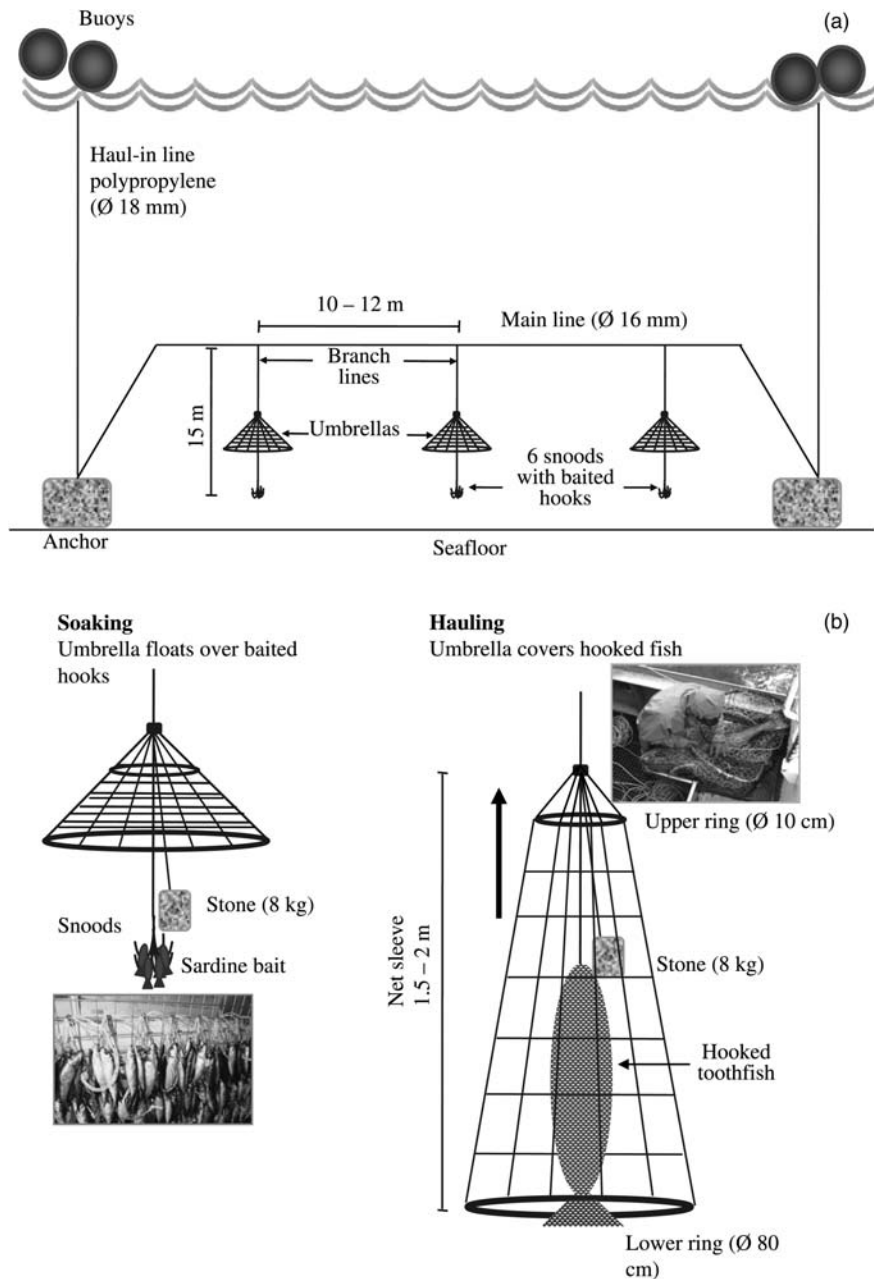 Buoys
(a)
Haul-in line
polypropylene
(Ø 18 mm)
10 – 12 m
Main line (Ø 16 mm)
Branch
lines
15 m
Umbrellas
6 snoods
with baited
hooks
Anchor
Seafloor
Soaking
Umbrella floats over baited
hooks
Hauling
Umbrella covers hooked fish
(b)
Upper ring (Ø 10 cm)
Stone (8 kg)
Snoods
Sardine bait
Net sleeve
1.5 – 2 m
Stone (8 kg)
Hooked
toothfish
Lower ring (Ø 80
cm)